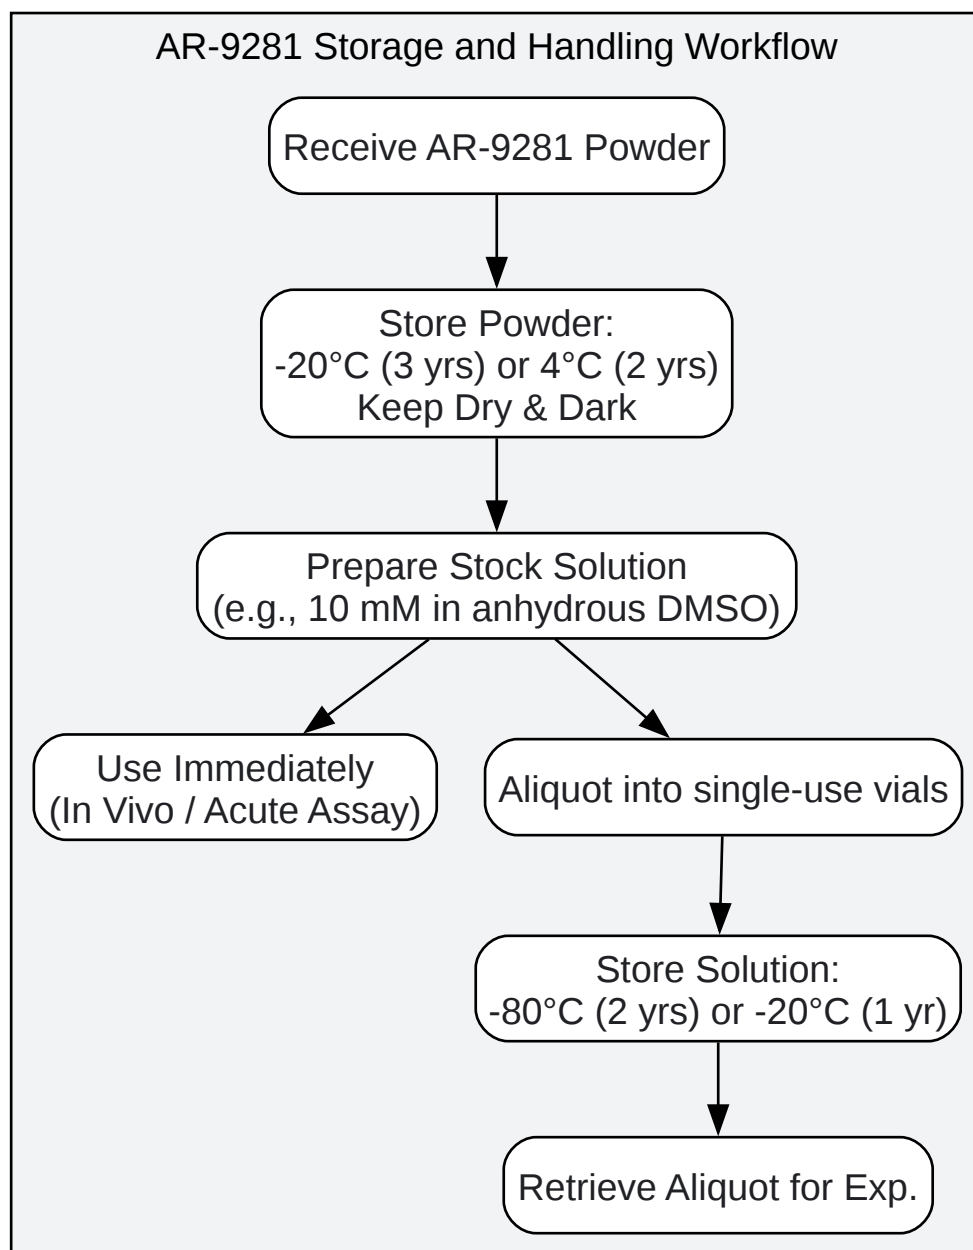 AR-9281 Storage and Handling Workflow
Receive AR-9281 Powder
Store Powder:
-20°C (3 yrs) or 4°C (2 yrs)
Keep Dry & Dark
Prepare Stock Solution
(e.g., 10 mM in anhydrous DMSO)
Use Immediately
(In Vivo / Acute Assay)
Aliquot into single-use vials
Store Solution:
-80°C (2 yrs) or -20°C (1 yr)
Retrieve Aliquot for Exp.